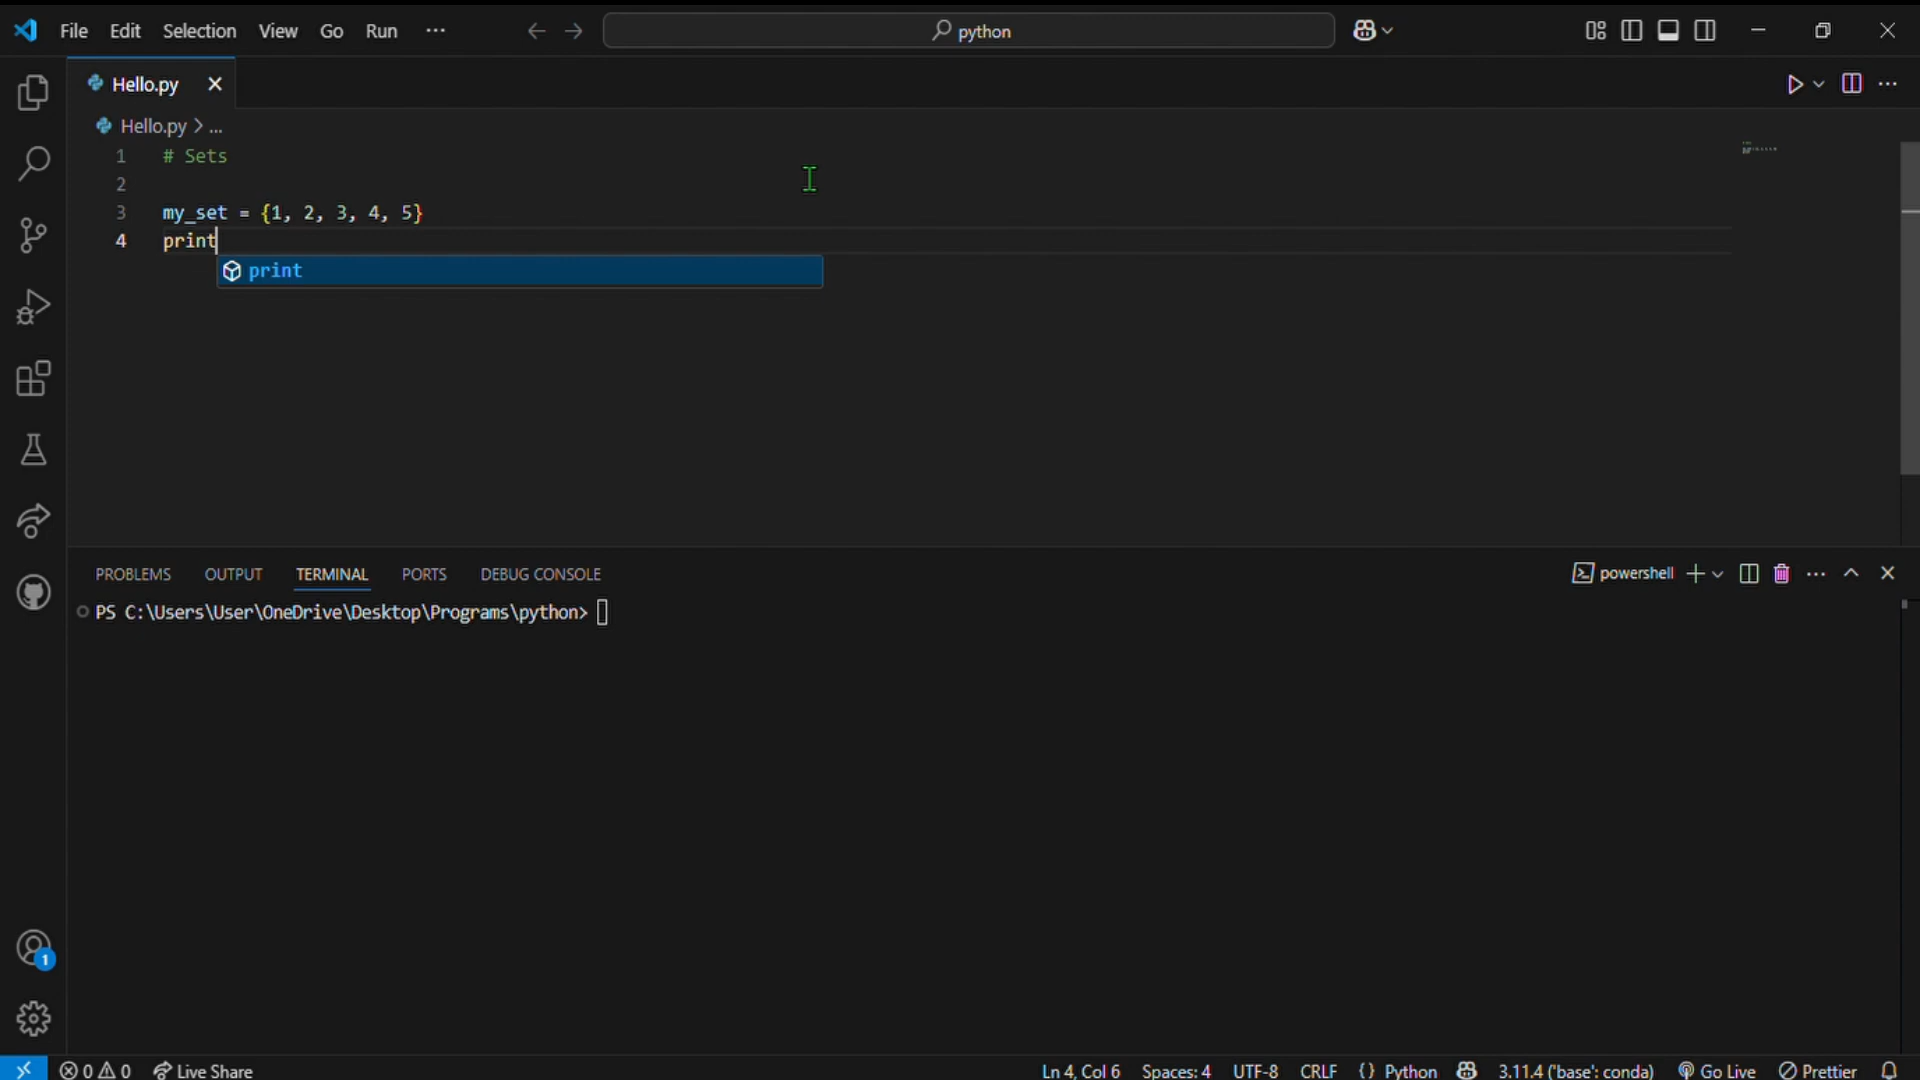 File Edit Selection View Go Run ···
python
Hello.py
Hello.py > ...
1 # Sets
2
3 my_set = {1, 2, 3, 4, 5}
4 print
print
PROBLEMS OUTPUT TERMINAL PORTS DEBUG CONSOLE
powershell
PS C:\Users\User\OneDrive\Desktop\Programs\python>
1
0 0 Live Share
Ln 4, Col 6 Spaces: 4 UTF-8 CRLF {} Python 3.11.4 ('base': conda) Go Live Prettier